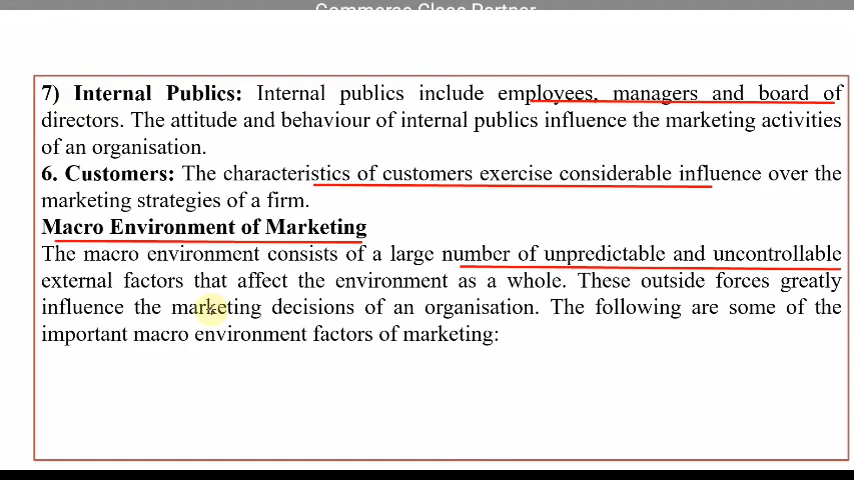 Commerce Class Partner
7) Internal Publics: Internal publics include employees, managers and board of
directors. The attitude and behaviour of internal publics influence the marketing activities
of an organisation.
6. Customers: The characteristics of customers exercise considerable influence over the
marketing strategies of a firm.
Macro Environment of Marketing
The macro environment consists of a large number of unpredictable and uncontrollable
external factors that affect the environment as a whole. These outside forces greatly
influence the marketing decisions of an organisation. The following are some of the
important macro environment factors of marketing: